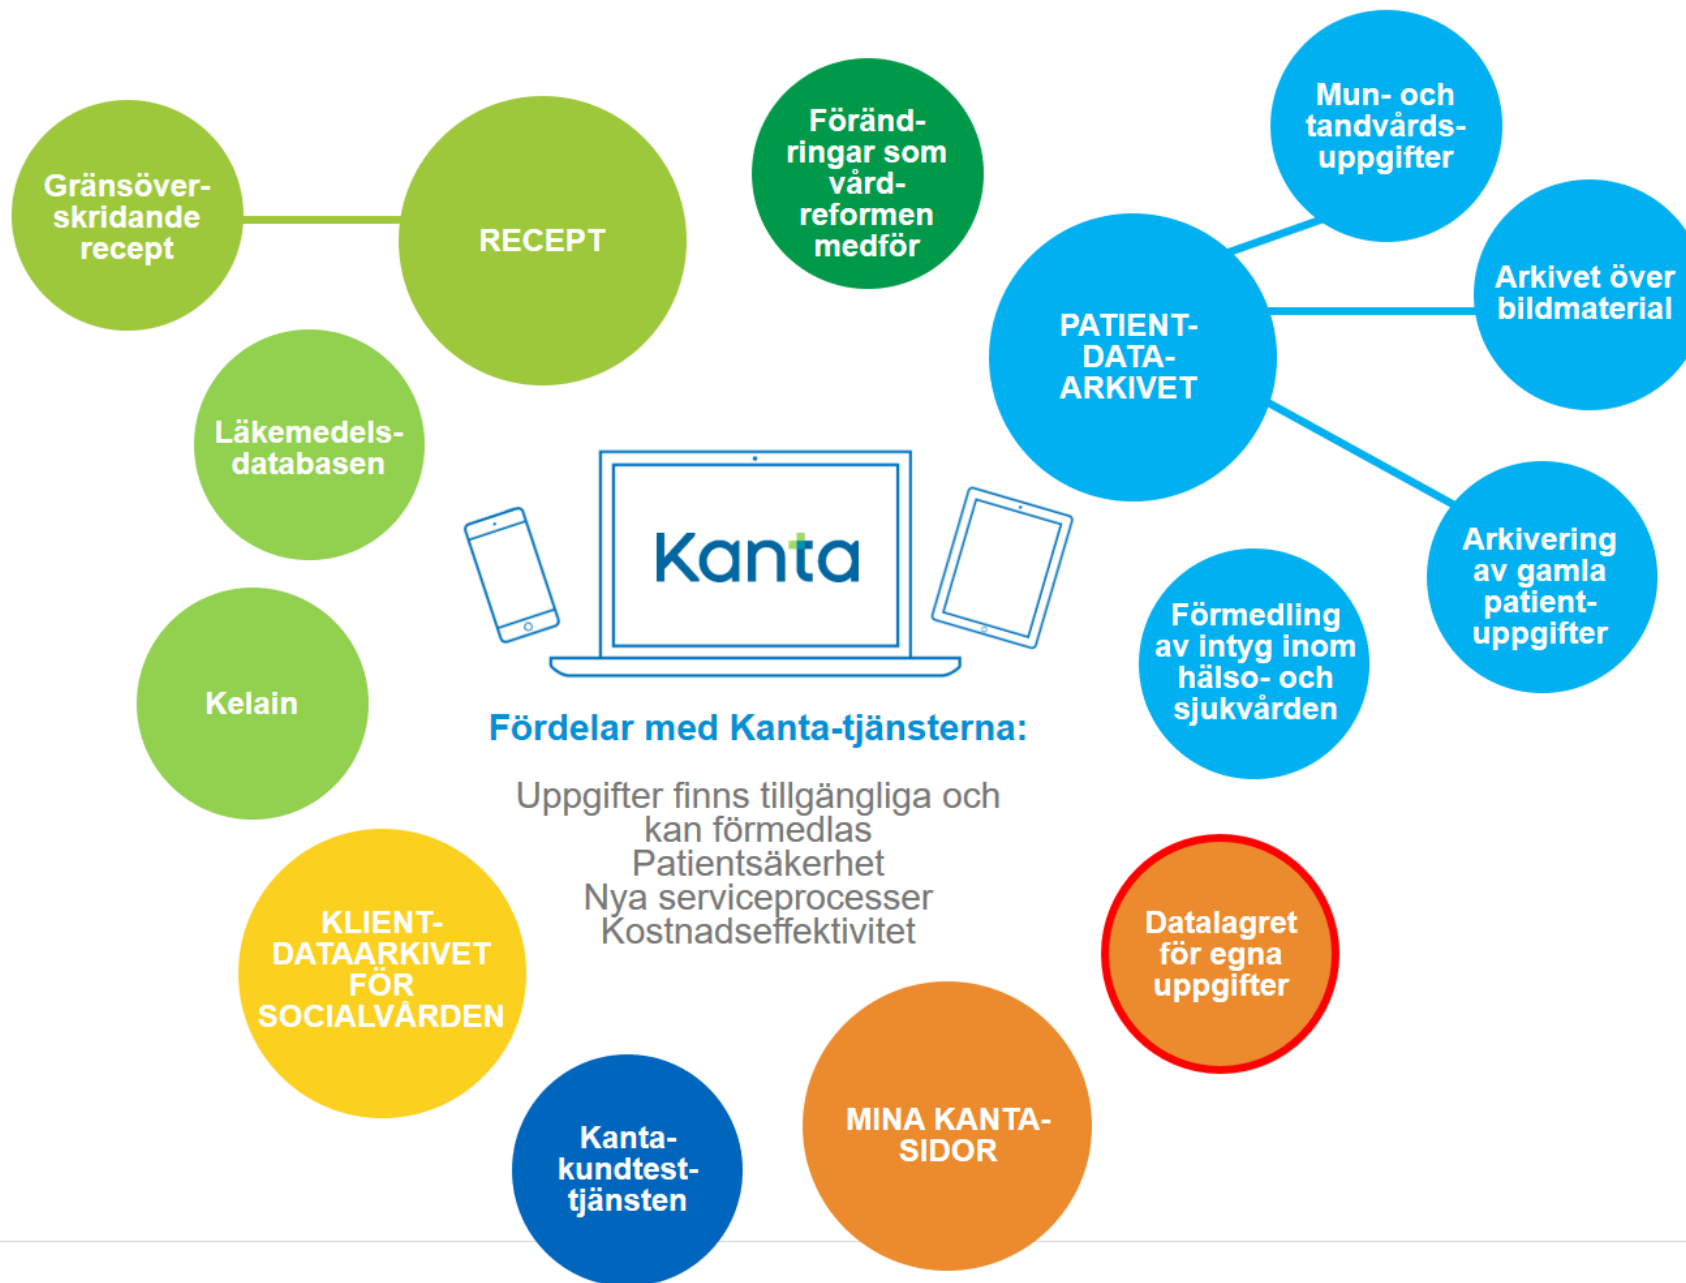 Gränsöver-
skridande
recept
RECEPT
Föränd-
ringar som
vård-
reformen
medför
Mun- och
tandvårds-
uppgifter
Arkivet över
bildmaterial
PATIENT-
DATA-
ARKIVET
Läkemedels-
databasen
Kanta
Arkivering
av gamla
patient-
uppgifter
Förmedling
av intyg inom
hälso- och
sjukvården
Kelain
Fördelar med Kanta-tjänsterna:
Uppgifter finns tillgängliga och
kan förmedlas
Patientsäkerhet
Nya serviceprocesser
Kostnadseffektivitet
KLIENT-
DATAARKIVET
FÖR
SOCIALVÅRDEN
Datalagret
för egna
uppgifter
Kanta-
kundtest-
tjänsten
MINA KANTA-
SIDOR